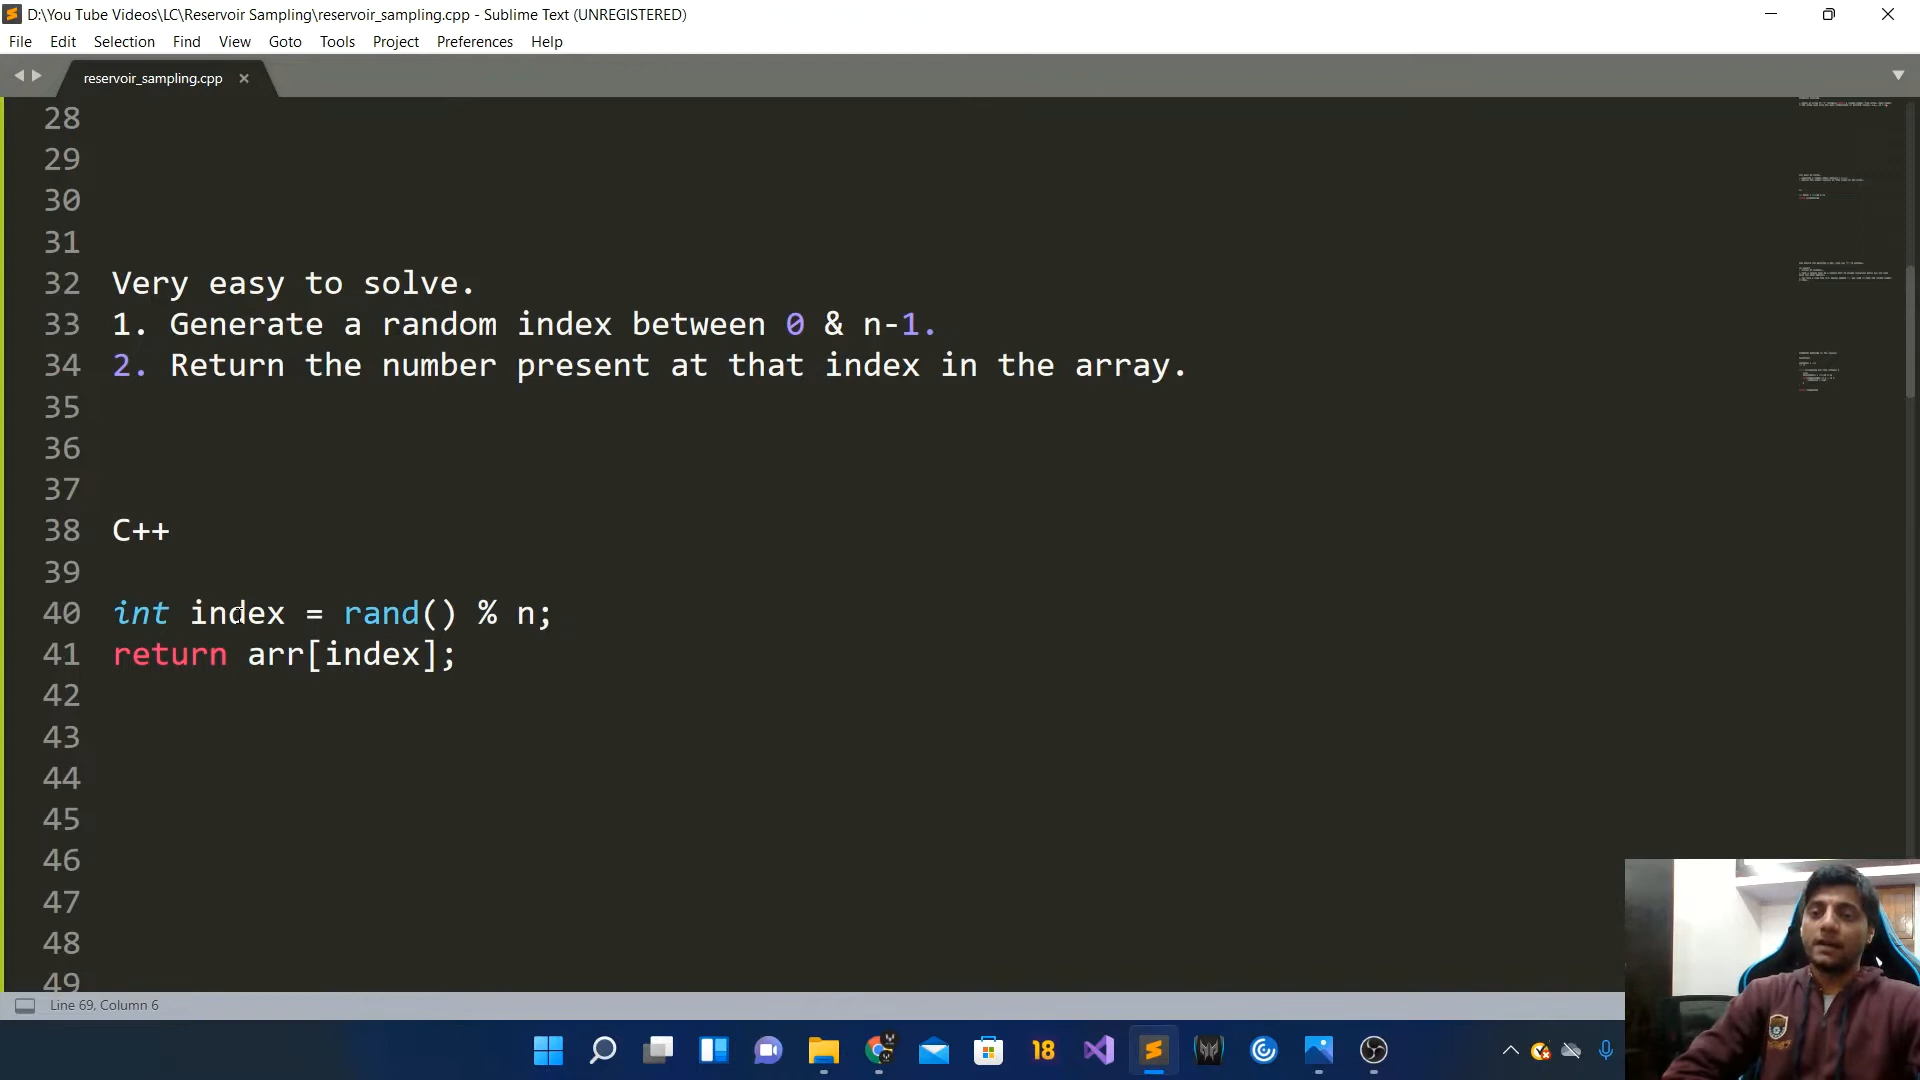 D:\You Tube Videos\LC\Reservoir Sampling\reservoir_sampling.cpp - Sublime Text (UNREGISTERED)
File Edit Selection Find View Goto Tools Project Preferences Help
reservoir_sampling.cpp
28
29
30
31
32 Very easy to solve.
33 1. Generate a random index between 0 & n-1.
34 2. Return the number present at that index in the array.
35
36
37
38 C++
39
40 int index = rand() % n;
41 return arr[index];
42
43
44
45
46
47
48
49
Line 69, Column 6
18